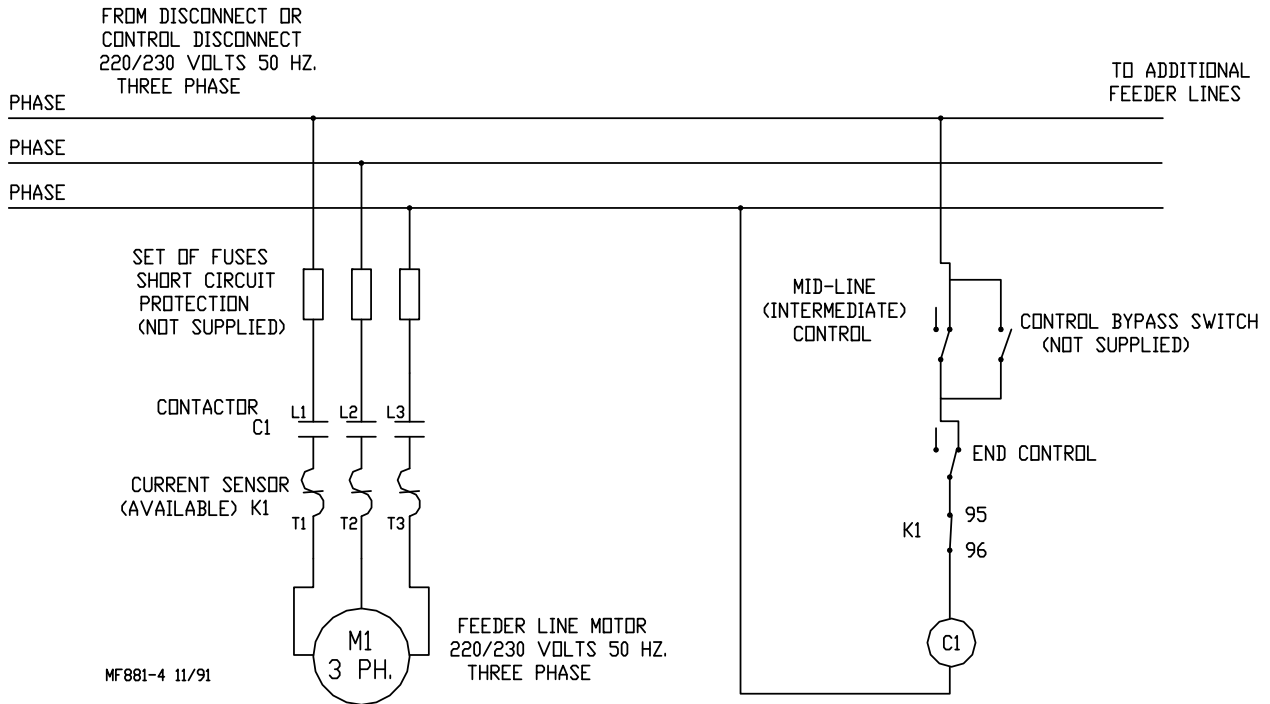 FROM DISCONNECT OR
CONTROL DISCONNECT
220/230 VOLTS 50 HZ.
THREE PHASE
TO ADDITIONAL
FEEDER LINES
PHASE
PHASE
PHASE
SET OF FUSES
SHORT CIRCUIT
PROTECTION
(NOT SUPPLIED)
MID-LINE
(INTERMEDIATE)
CONTROL
CONTROL BYPASS SWITCH
(NOT SUPPLIED)
CONTACTOR
C1
L1
L2
L3
END CONTROL
CURRENT SENSOR
(AVAILABLE) K1
T1
T2
T3
K1
95
96
M1
3 PH.
FEEDER LINE MOTOR
220/230 VOLTS 50 HZ.
THREE PHASE
C1
MF881-4 11/91